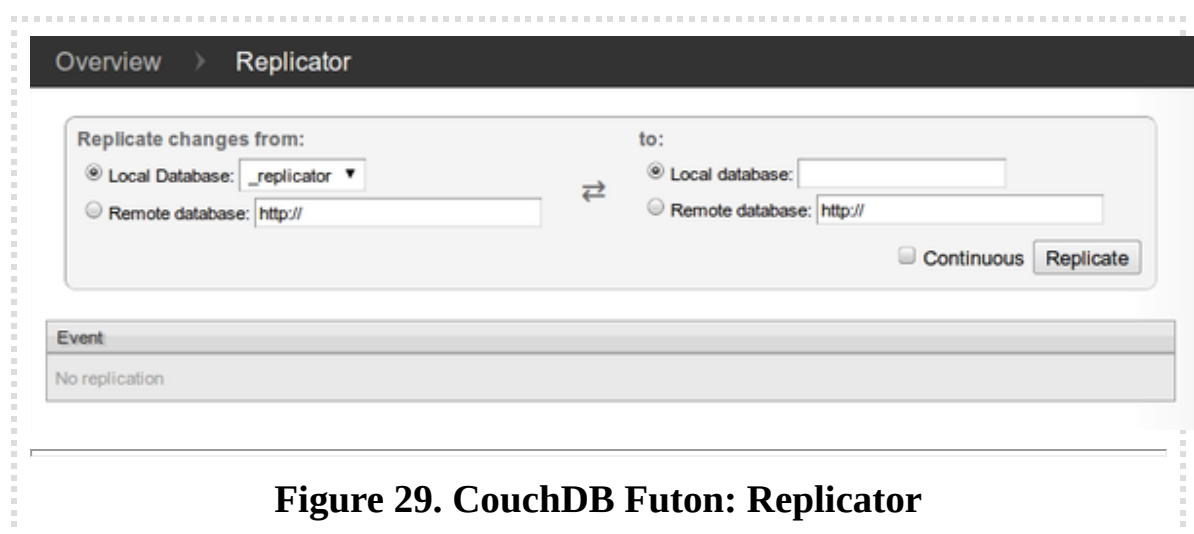 Overview Replicator
Replicate changes from: to:
Local Database: _replicator Local database:
Remote database: http:// Remote database: http://
Continuous Replicate
Event
No replication
Figure 29. CouchDB Futon: Replicator